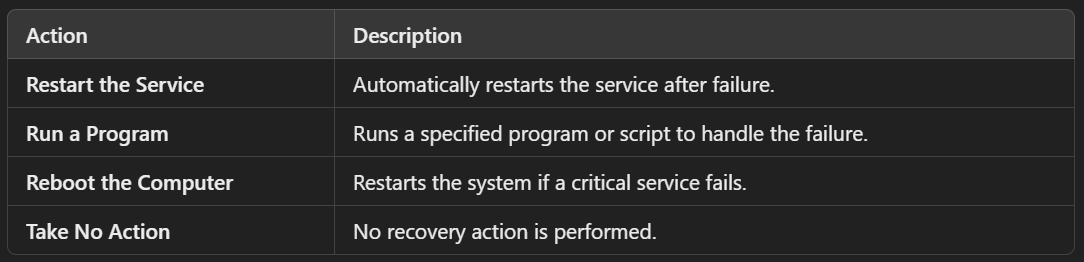 Action Description
Restart the Service Automatically restarts the service after failure.
Run a Program Runs a specified program or script to handle the failure.
Reboot the Computer Restarts the system if a critical service fails.
Take No Action No recovery action is performed.